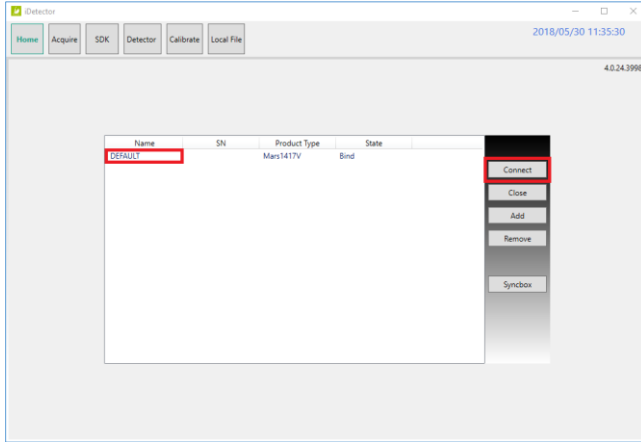 iDetector
Home Acquire SDK Detector Calibrate Local File
2018/05/30 11:35:30
4.0.24.3998
Name SN Product Type State
DEFAULT Mars1417V Bind
Connect
Close
Add
Remove
Syncbox